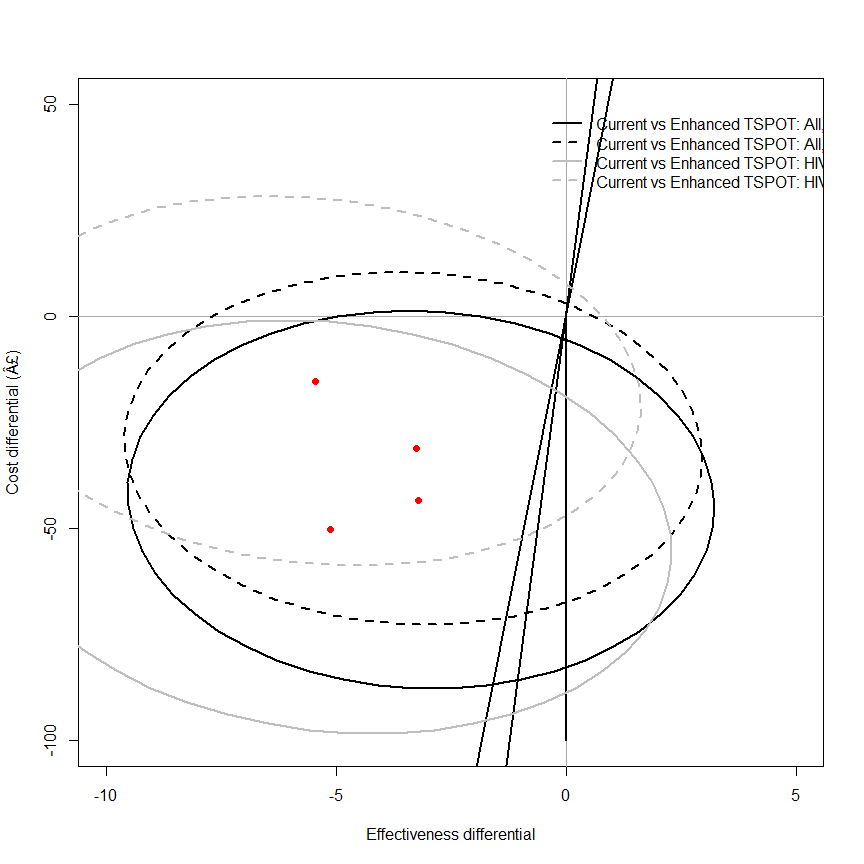 50
Current vs Enhanced TSPOT: All,
Current vs Enhanced TSPOT: All,
Current vs Enhanced TSPOT: HIV
Current vs Enhanced TSPOT: HIV
0
Cost differential (Â£)
-50
-100
-10 -5 0 5
Effectiveness differential